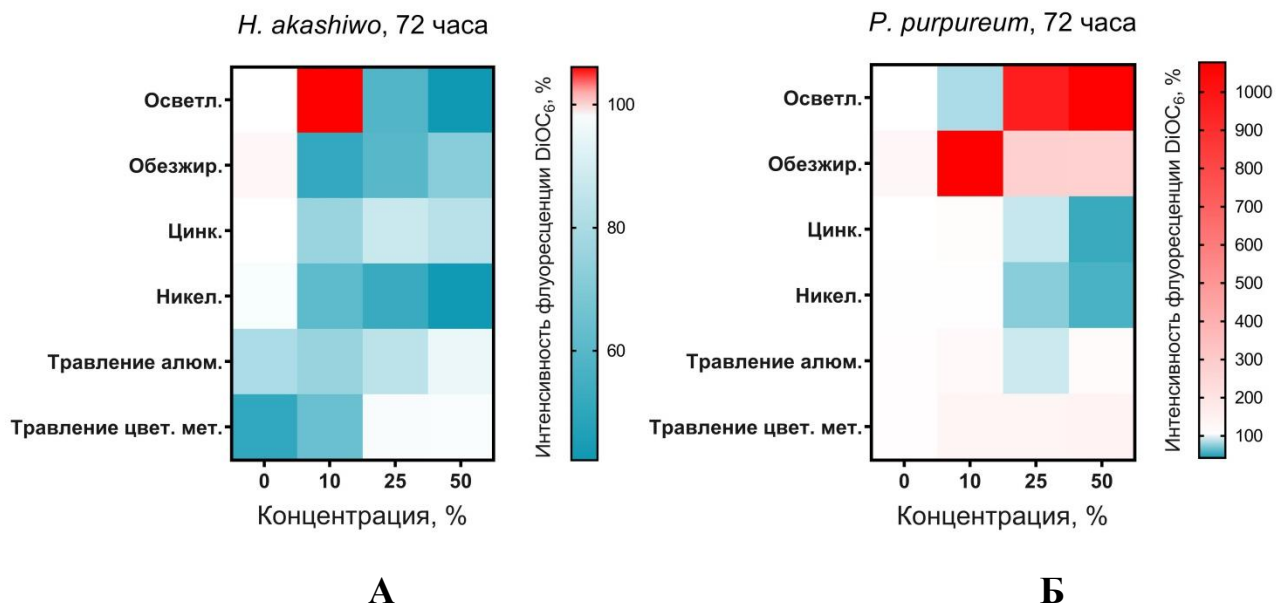 H. akashiwo, 72 часа
Осветл.
Обезжир.
Цинк.
Никел.
Травление алюм.
Травление цвет. мет.
0 10 25 50
Концентрация, %
Интенсивность флуоресценции DiOC₆, %
100
80
60
А
P. purpureum, 72 часа
Осветл.
Обезжир.
Цинк.
Никел.
Травление алюм.
Травление цвет. мет.
0 10 25 50
Концентрация, %
Интенсивность флуоресценции DiOC₆, %
1000
900
800
700
600
500
400
300
200
100
Б